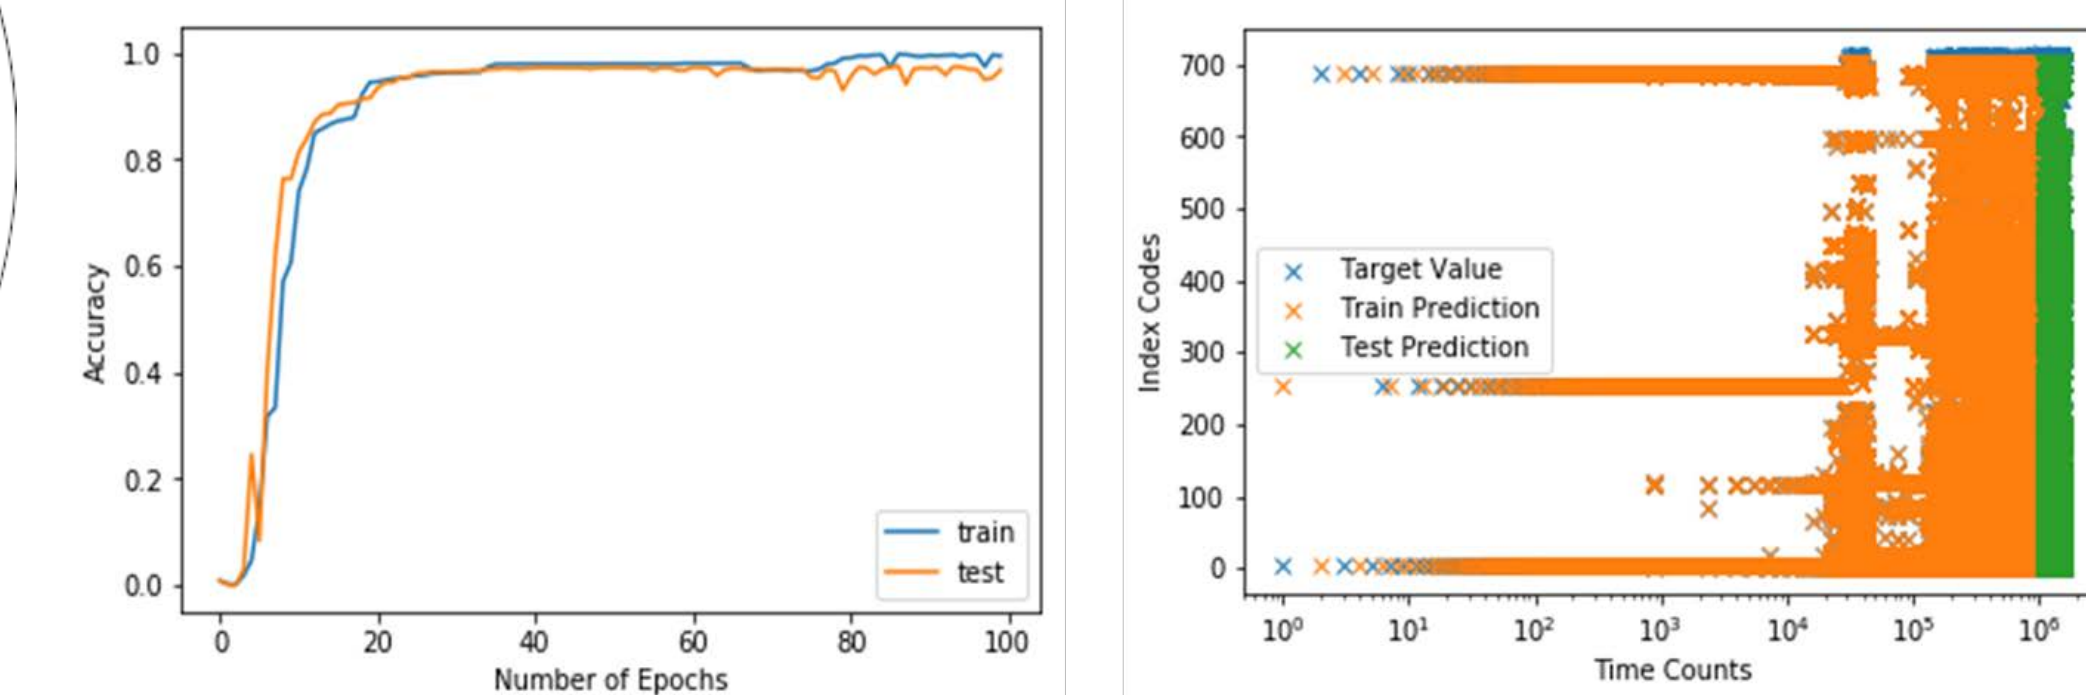 1.0
0.8
0.6
0.4
0.2
0.0
Accuracy
train
test
0 20 40 60 80 100
Number of Epochs
700
600
500
400
300
200
100
0
Index Codes
Target Value
Train Prediction
Test Prediction
10⁰ 10¹ 10² 10³ 10⁴ 10⁵ 10⁶
Time Counts